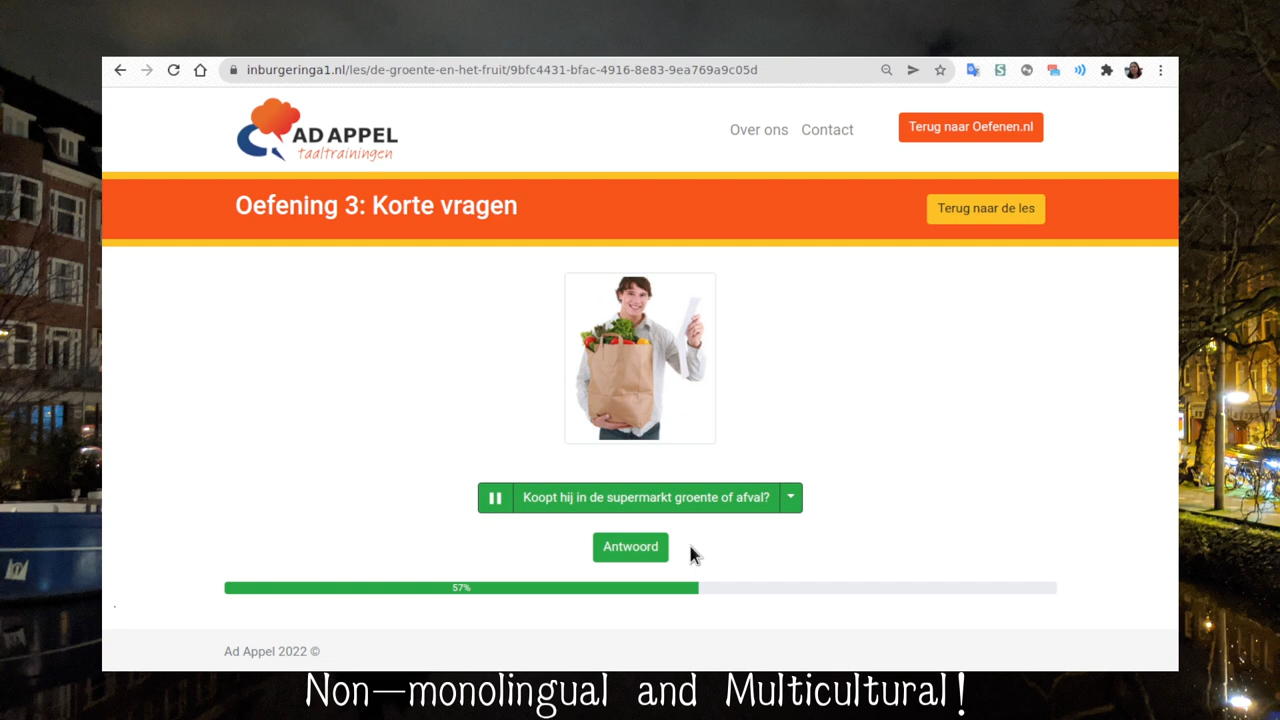 inburgeringa1.nl/les/de-groente-en-het-fruit/9bfc4431-bfac-4916-8e83-9ea769a9c05d
AD APPEL
taaltrainingen
Over ons
Contact
Terug naar Oefenen.nl
Oefening 3: Korte vragen
Terug naar de les
Koopt hij in de supermarkt groente of afval?
Antwoord
57%
Ad Appel 2022 ©
Non-monolingual and Multicultural!